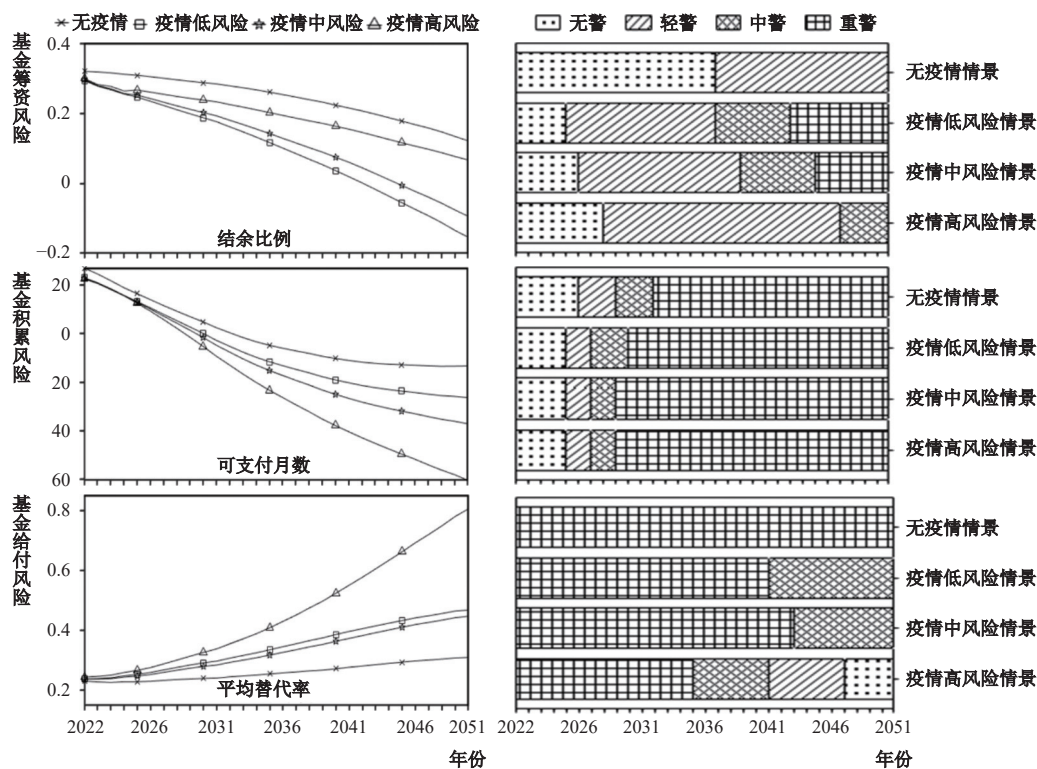 无疫情 疫情低风险 疫情中风险 疫情高风险
无警 轻警 中警 重警
基金筹资风险
0.4
0.2
0
−0.2
结余比例
无疫情情景
疫情低风险情景
疫情中风险情景
疫情高风险情景
基金积累风险
20
0
20
40
60
可支付月数
无疫情情景
疫情低风险情景
疫情中风险情景
疫情高风险情景
基金给付风险
0.8
0.6
0.4
0.2
平均替代率
无疫情情景
疫情低风险情景
疫情中风险情景
疫情高风险情景
2022 2026 2031 2036 2041 2046 2051
年份
2022 2026 2031 2036 2041 2046 2051
年份